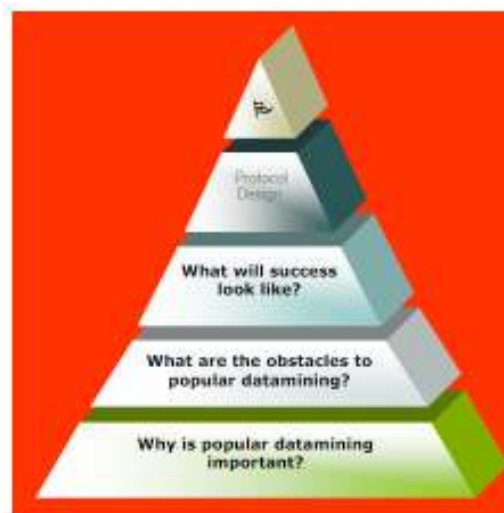 Protocol
Design
What will success
look like?
What are the obstacles to
popular datamining?
Why is popular datamining
important?